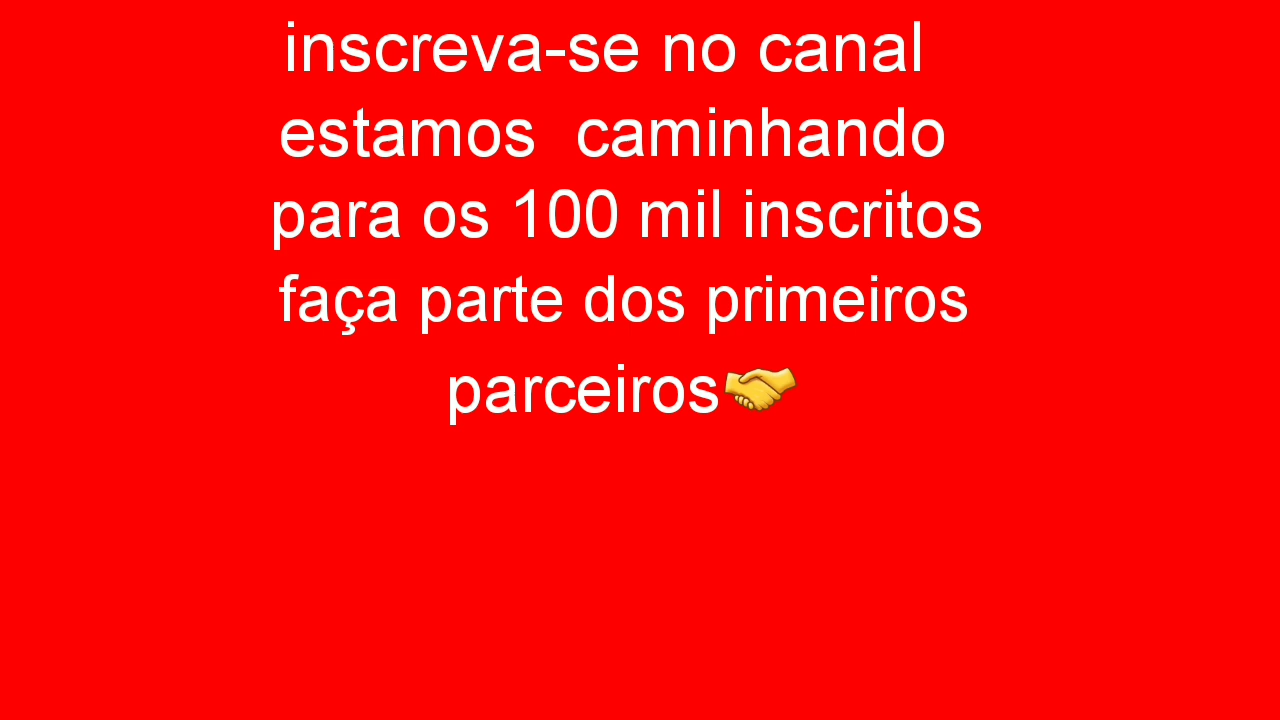 inscreva-se no canal
estamos  caminhando
para os 100 mil inscritos
faça parte dos primeiros
parceiros🤝